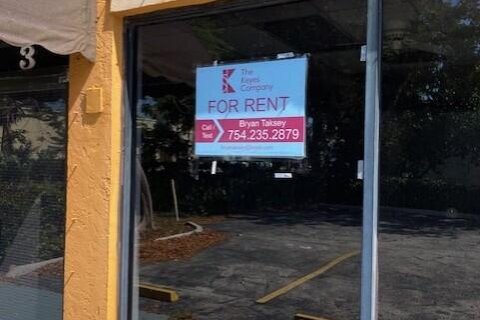 3
The
Keyes
Company
FOR RENT
Call /
Text
Bryan Taksey
754.235.2879